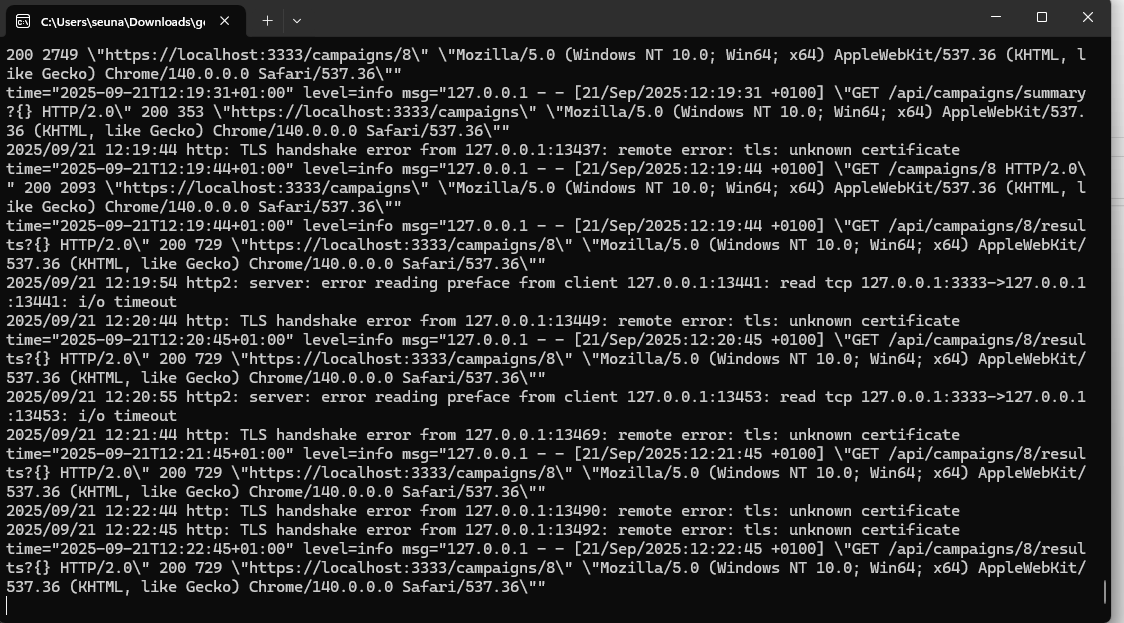 C:\Users\seuna\Downloads\go
200 2749 \"https://localhost:3333/campaigns/8\" \"Mozilla/5.0 (Windows NT 10.0; Win64; x64) AppleWebKit/537.36 (KHTML, l
ike Gecko) Chrome/140.0.0.0 Safari/537.36\""
time="2025-09-21T12:19:31+01:00" level=info msg="127.0.0.1 - - [21/Sep/2025:12:19:31 +0100] \"GET /api/campaigns/summary
?{} HTTP/2.0\" 200 353 \"https://localhost:3333/campaigns\" \"Mozilla/5.0 (Windows NT 10.0; Win64; x64) AppleWebKit/537.
36 (KHTML, like Gecko) Chrome/140.0.0.0 Safari/537.36\""
2025/09/21 12:19:44 http: TLS handshake error from 127.0.0.1:13437: remote error: tls: unknown certificate
time="2025-09-21T12:19:44+01:00" level=info msg="127.0.0.1 - - [21/Sep/2025:12:19:44 +0100] \"GET /campaigns/8 HTTP/2.0\
" 200 2093 \"https://localhost:3333/campaigns\" \"Mozilla/5.0 (Windows NT 10.0; Win64; x64) AppleWebKit/537.36 (KHTML, l
ike Gecko) Chrome/140.0.0.0 Safari/537.36\""
time="2025-09-21T12:19:44+01:00" level=info msg="127.0.0.1 - - [21/Sep/2025:12:19:44 +0100] \"GET /api/campaigns/8/resul
ts?{} HTTP/2.0\" 200 729 \"https://localhost:3333/campaigns/8\" \"Mozilla/5.0 (Windows NT 10.0; Win64; x64) AppleWebKit/
537.36 (KHTML, like Gecko) Chrome/140.0.0.0 Safari/537.36\""
2025/09/21 12:19:54 http2: server: error reading preface from client 127.0.0.1:13441: read tcp 127.0.0.1:3333->127.0.0.1
:13441: i/o timeout
2025/09/21 12:20:44 http: TLS handshake error from 127.0.0.1:13449: remote error: tls: unknown certificate
time="2025-09-21T12:20:45+01:00" level=info msg="127.0.0.1 - - [21/Sep/2025:12:20:45 +0100] \"GET /api/campaigns/8/resul
ts?{} HTTP/2.0\" 200 729 \"https://localhost:3333/campaigns/8\" \"Mozilla/5.0 (Windows NT 10.0; Win64; x64) AppleWebKit/
537.36 (KHTML, like Gecko) Chrome/140.0.0.0 Safari/537.36\""
2025/09/21 12:20:55 http2: server: error reading preface from client 127.0.0.1:13453: read tcp 127.0.0.1:3333->127.0.0.1
:13453: i/o timeout
2025/09/21 12:21:44 http: TLS handshake error from 127.0.0.1:13469: remote error: tls: unknown certificate
time="2025-09-21T12:21:45+01:00" level=info msg="127.0.0.1 - - [21/Sep/2025:12:21:45 +0100] \"GET /api/campaigns/8/resul
ts?{} HTTP/2.0\" 200 729 \"https://localhost:3333/campaigns/8\" \"Mozilla/5.0 (Windows NT 10.0; Win64; x64) AppleWebKit/
537.36 (KHTML, like Gecko) Chrome/140.0.0.0 Safari/537.36\""
2025/09/21 12:22:44 http: TLS handshake error from 127.0.0.1:13490: remote error: tls: unknown certificate
2025/09/21 12:22:45 http: TLS handshake error from 127.0.0.1:13492: remote error: tls: unknown certificate
time="2025-09-21T12:22:45+01:00" level=info msg="127.0.0.1 - - [21/Sep/2025:12:22:45 +0100] \"GET /api/campaigns/8/resul
ts?{} HTTP/2.0\" 200 729 \"https://localhost:3333/campaigns/8\" \"Mozilla/5.0 (Windows NT 10.0; Win64; x64) AppleWebKit/
537.36 (KHTML, like Gecko) Chrome/140.0.0.0 Safari/537.36\""